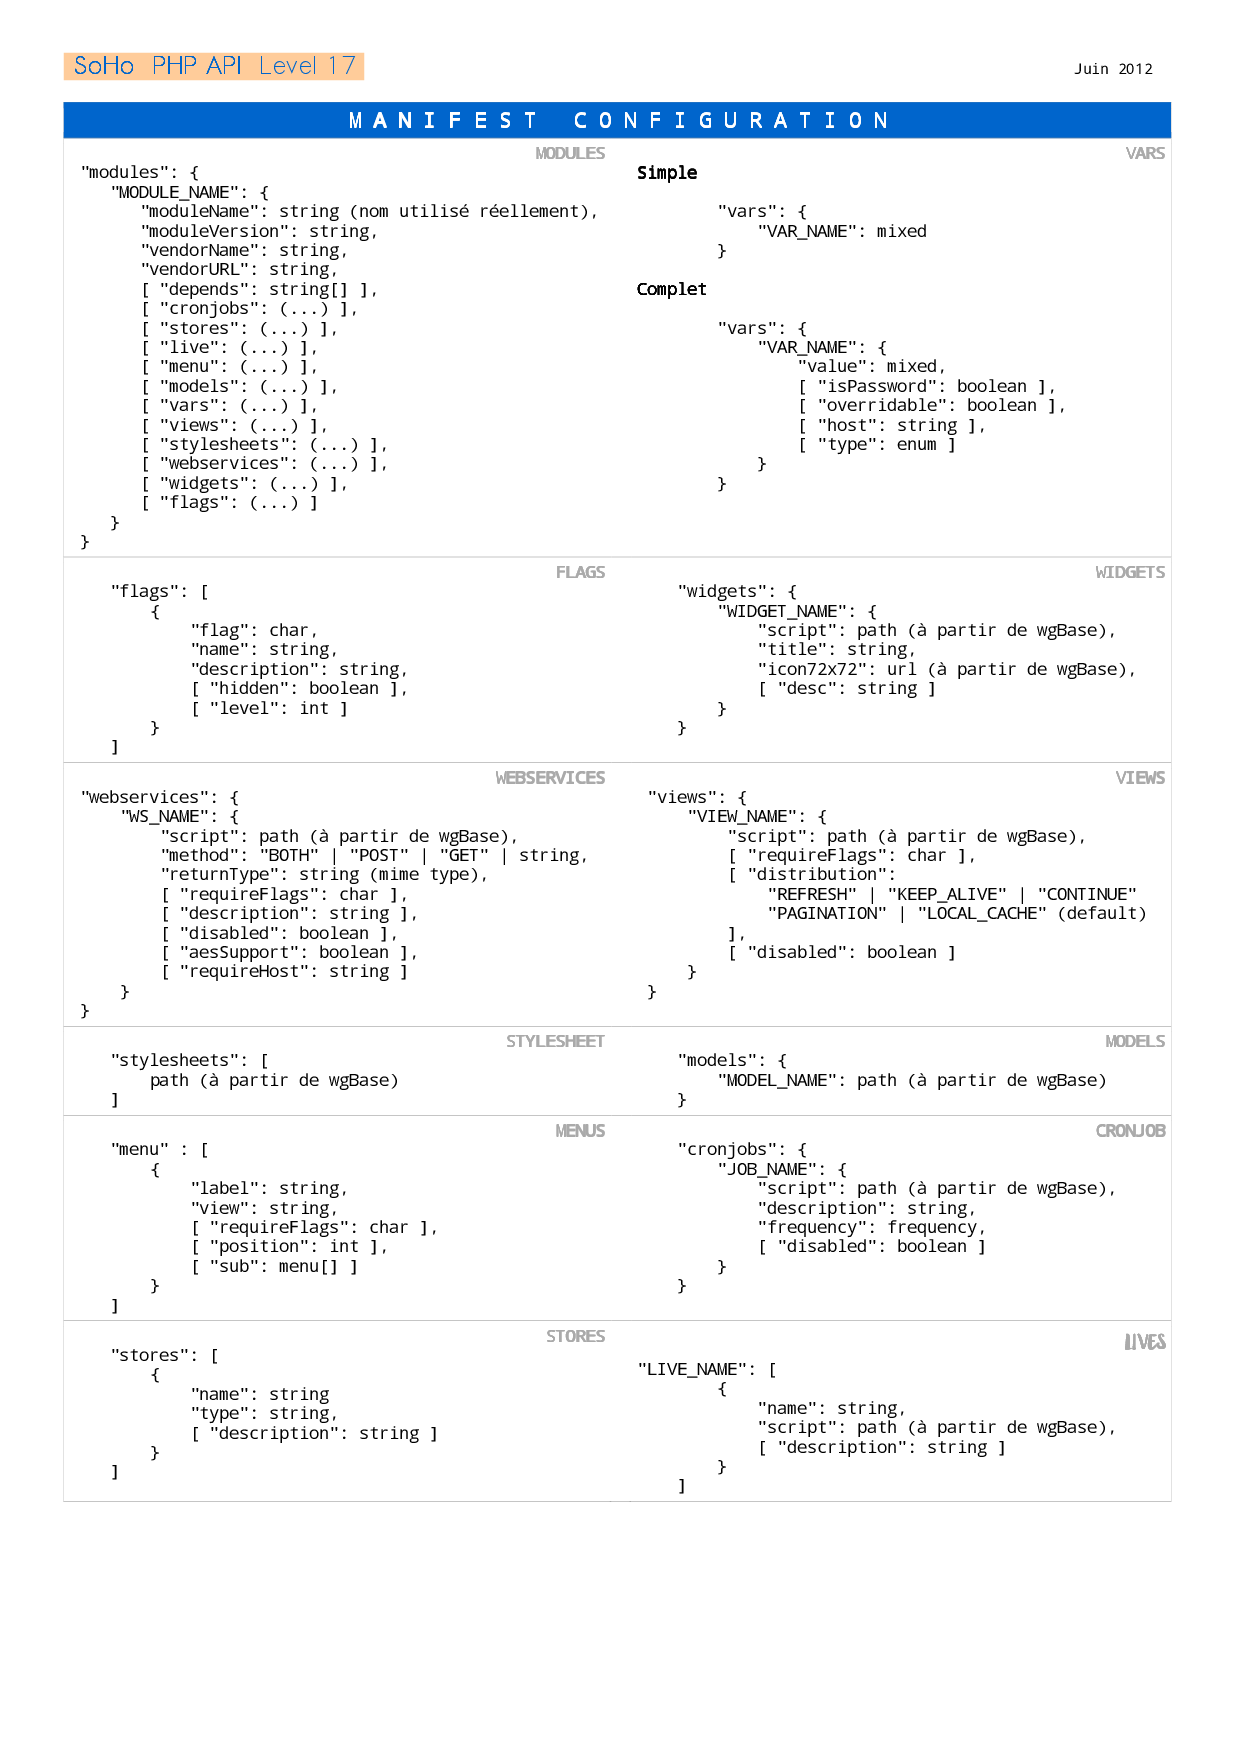 SoHo PHP API Level 17
Juin 2012
MANIFEST CONFIGURATION
MODULES
"modules": {
"MODULE_NAME": {
"moduleName": string (nom utilisé réellement),
"moduleVersion": string,
"vendorName": string,
"vendorURL": string,
[ "depends": string[] ],
[ "cronjobs": (...) ],
[ "stores": (...) ],
[ "live": (...) ],
[ "menu": (...) ],
[ "models": (...) ],
[ "vars": (...) ],
[ "views": (...) ],
[ "stylesheets": (...) ],
[ "webservices": (...) ],
[ "widgets": (...) ],
[ "flags": (...) ]
}
}
VARS
Simple
"vars": {
"VAR_NAME": mixed
}
Complet
"vars": {
"VAR_NAME": {
"value": mixed,
[ "isPassword": boolean ],
[ "overridable": boolean ],
[ "host": string ],
[ "type": enum ]
}
}
FLAGS
"flags": [
{
"flag": char,
"name": string,
"description": string,
[ "hidden": boolean ],
[ "level": int ]
}
]
WIDGETS
"widgets": {
"WIDGET_NAME": {
"script": path (à partir de wgBase),
"title": string,
"icon72x72": url (à partir de wgBase),
[ "desc": string ]
}
}
WEBSERVICES
"webservices": {
"WS_NAME": {
"script": path (à partir de wgBase),
"method": "BOTH" | "POST" | "GET" | string,
"returnType": string (mime type),
[ "requireFlags": char ],
[ "description": string ],
[ "disabled": boolean ],
[ "aesSupport": boolean ],
[ "requireHost": string ]
}
}
VIEWS
"views": {
"VIEW_NAME": {
"script": path (à partir de wgBase),
[ "requireFlags": char ],
[ "distribution":
"REFRESH" | "KEEP_ALIVE" | "CONTINUE"
"PAGINATION" | "LOCAL_CACHE" (default)
],
[ "disabled": boolean ]
}
}
STYLESHEET
"stylesheets": [
path (à partir de wgBase)
]
MODELS
"models": {
"MODEL_NAME": path (à partir de wgBase)
}
MENUS
"menu" : [
{
"label": string,
"view": string,
[ "requireFlags": char ],
[ "position": int ],
[ "sub": menu[] ]
}
]
CRONJOB
"cronjobs": {
"JOB_NAME": {
"script": path (à partir de wgBase),
"description": string,
"frequency": frequency,
[ "disabled": boolean ]
}
}
STORES
"stores": [
{
"name": string
"type": string,
[ "description": string ]
}
]
LIVES
"LIVE_NAME": [
{
"name": string,
"script": path (à partir de wgBase),
[ "description": string ]
}
]